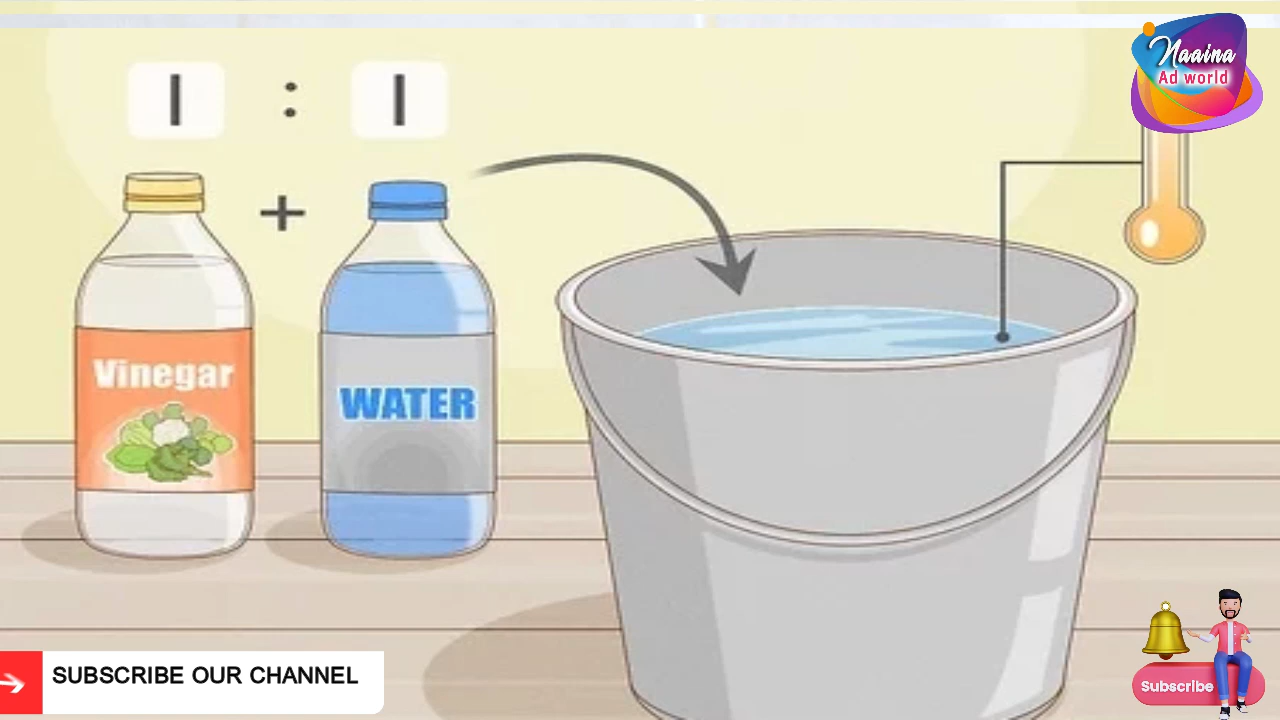 1 : 1
Naaina
Ad world
+
Vinegar
WATER
SUBSCRIBE OUR CHANNEL
Subscribe